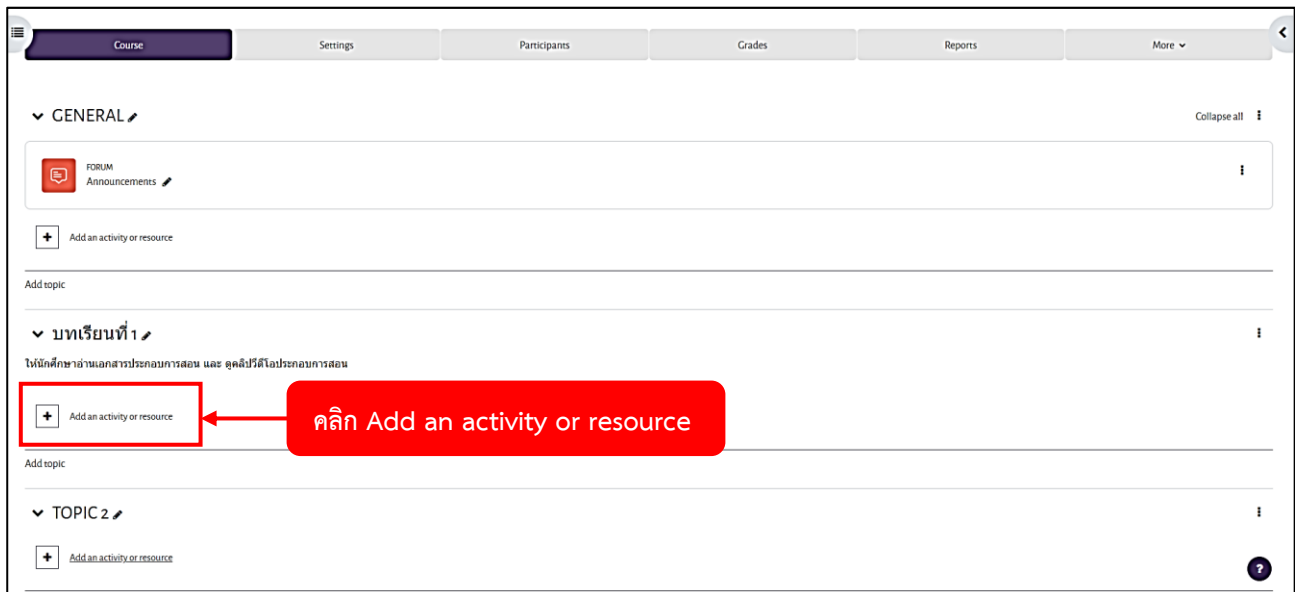 Course Settings Participants Grades Reports More
GENERAL Collapse all
FORUM
Announcements
Add an activity or resource
Add topic
บทเรียนที่ 1
ให้นักศึกษาอ่านเอกสารประกอบการสอน และ ดูคลิปวีดีโอประกอบการสอน
Add an activity or resource
คลิก Add an activity or resource
Add topic
TOPIC 2
Add an activity or resource
?